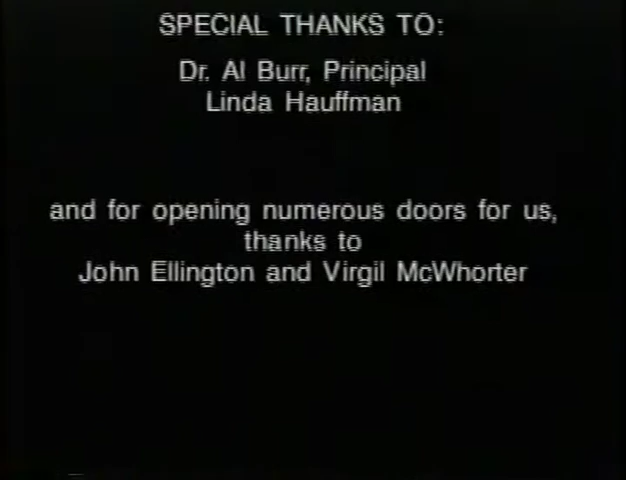 SPECIAL THANKS TO:
Dr. Al Burr, Principal
Linda Hauffman
and for opening numerous doors for us,
thanks to
John Ellington and Virgil McWhorter